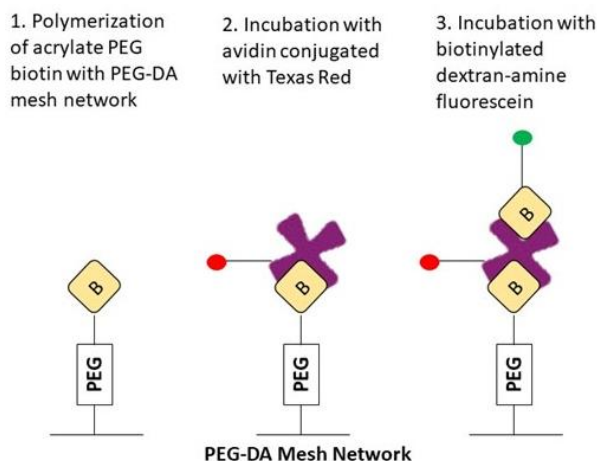 1. Polymerization
of acrylate PEG
biotin with PEG-DA
mesh network
2. Incubation with
avidin conjugated
with Texas Red
3. Incubation with
biotinylated
dextran-amine
fluorescein
B
PEG
B
PEG
B
B
PEG
PEG-DA Mesh Network